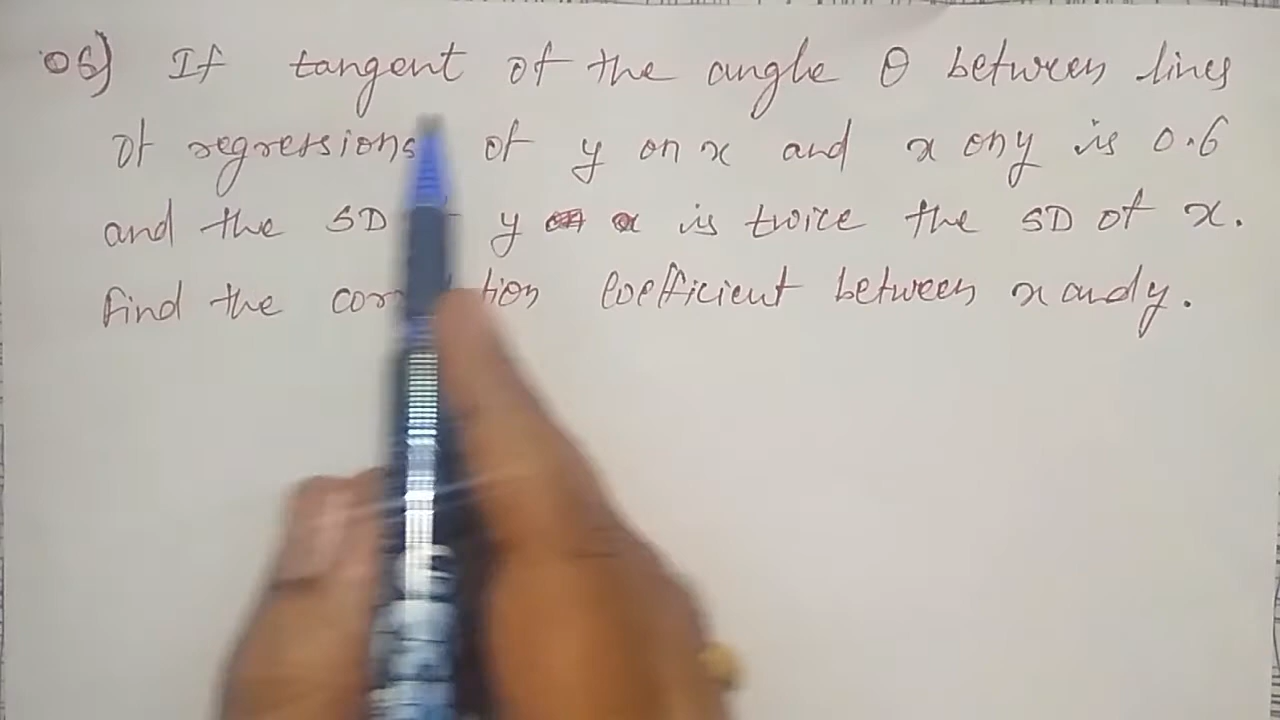 06) If tangent of the angle θ between lines
of regressions of y on x and x on y is 0.6
and the SD y is twice the SD of x.
Find the coefficient between x and y.